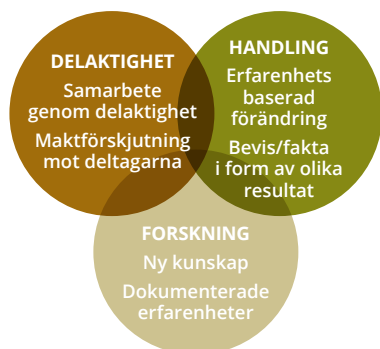 DELAKTIGHET
Samarbete
genom delaktighet
Maktförskjutning
mot deltagarna
HANDLING
Erfarenhets
baserad
förändring
Bevis/fakta
i form av olika
resultat
FORSKNING
Ny kunskap
Dokumenterade
erfarenheter